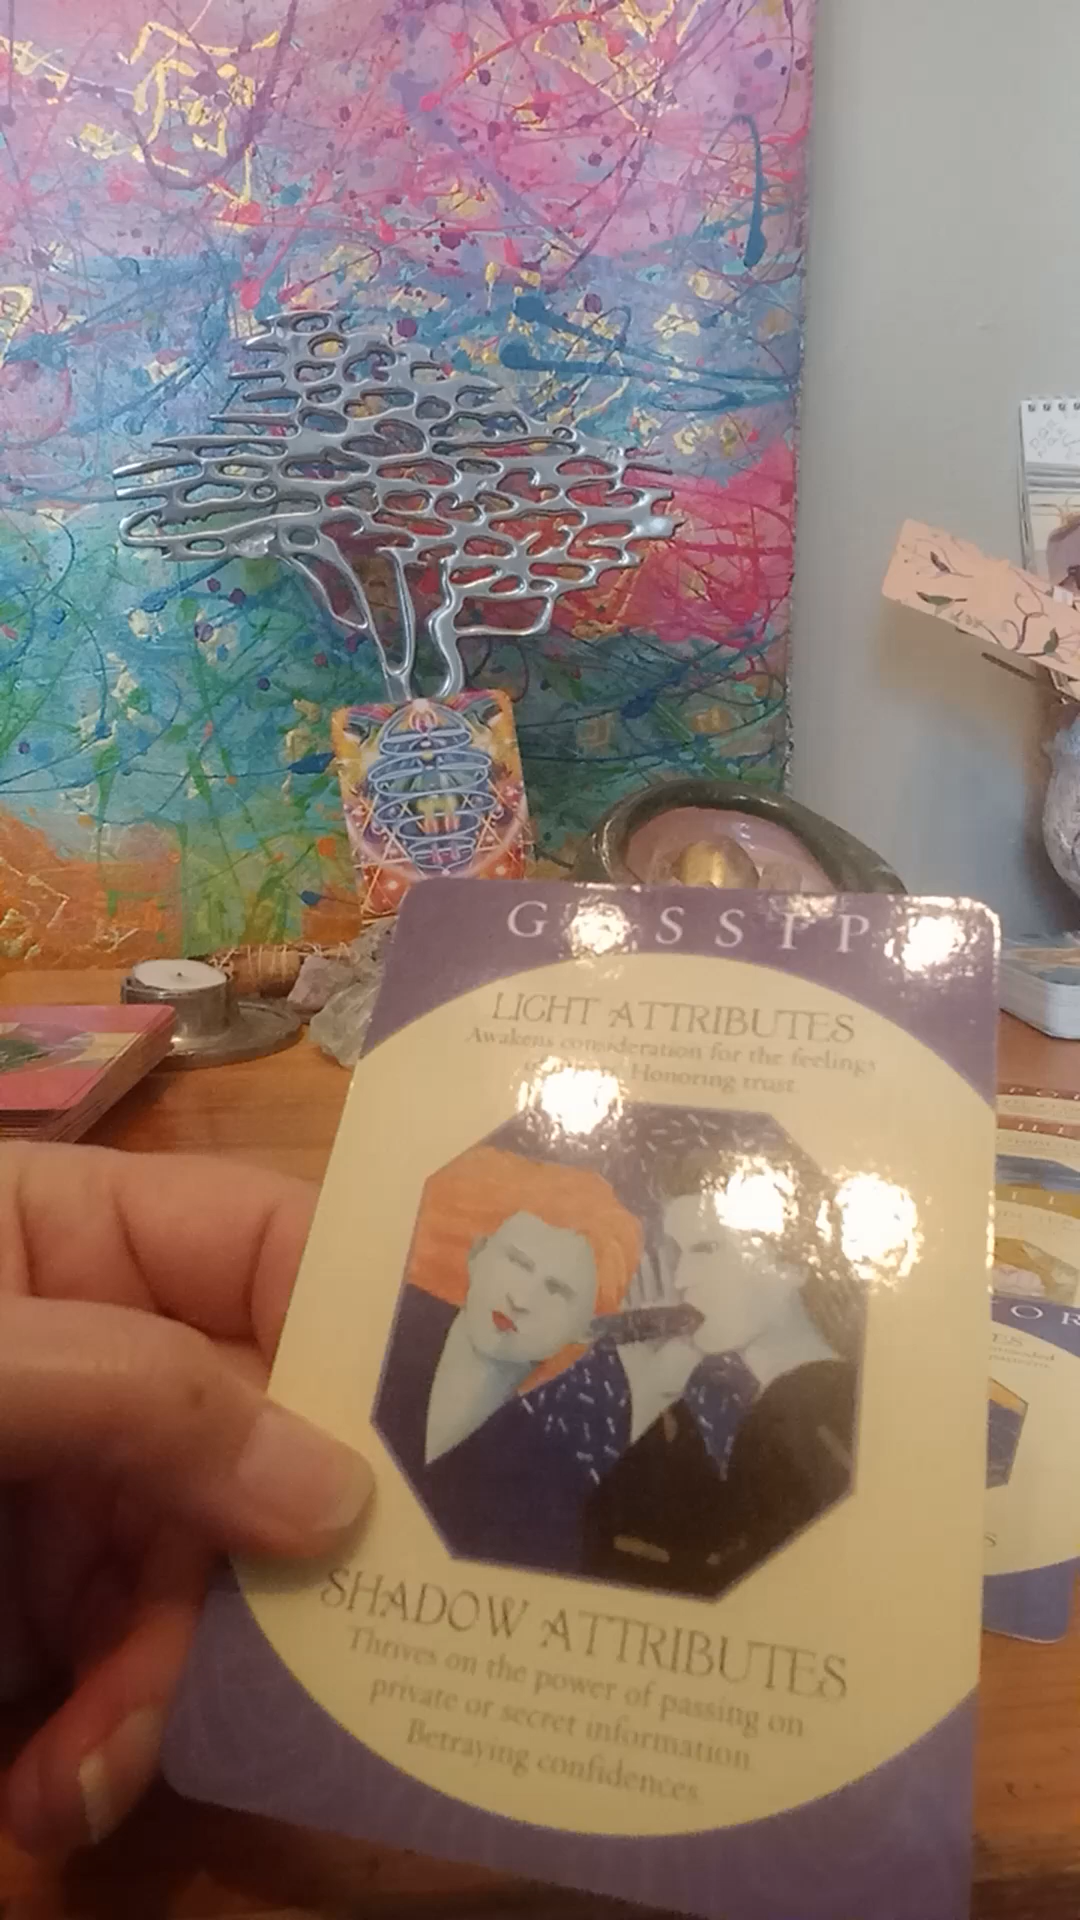 GOSSIP
LIGHT ATTRIBUTES
Awakens consideration for the feelings
Honoring trust.
SHADOW ATTRIBUTES
Thrives on the power of passing on
private or secret information.
Betraying confidences.